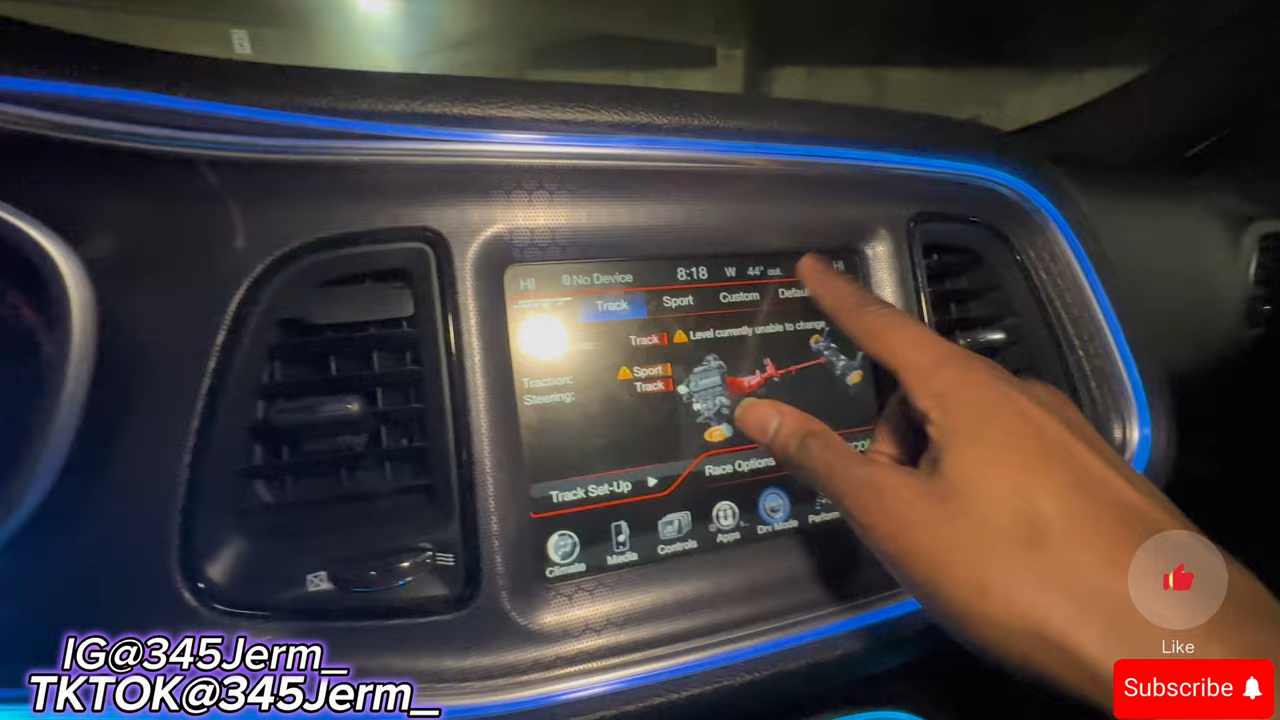 HI No Device 8:18 W 44° out HI
Track Sport Custom
Track Level currently unable to change
Traction: Sport
Steering: Track
Track Set-Up Race Options
Climate Media Controls Apps Drv Mode
IG@345Jerm_
TKTOK@345Jerm_
Like
Subscribe